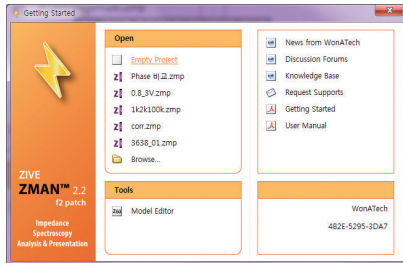 Getting Started
Open
Empty Project
Phase 비교.zmp
0.8_3V.zmp
1k2k100k.zmp
corr.zmp
3638_01.zmp
Browse...
Tools
Model Editor
News from WonATech
Discussion Forums
Knowledge Base
Request Supports
Getting Started
User Manual
WonATech
482E-5295-3DA7
ZIVE
ZMAN™ 2.2
f2 patch
Impedance
Spectroscopy
Analysis & Presentation